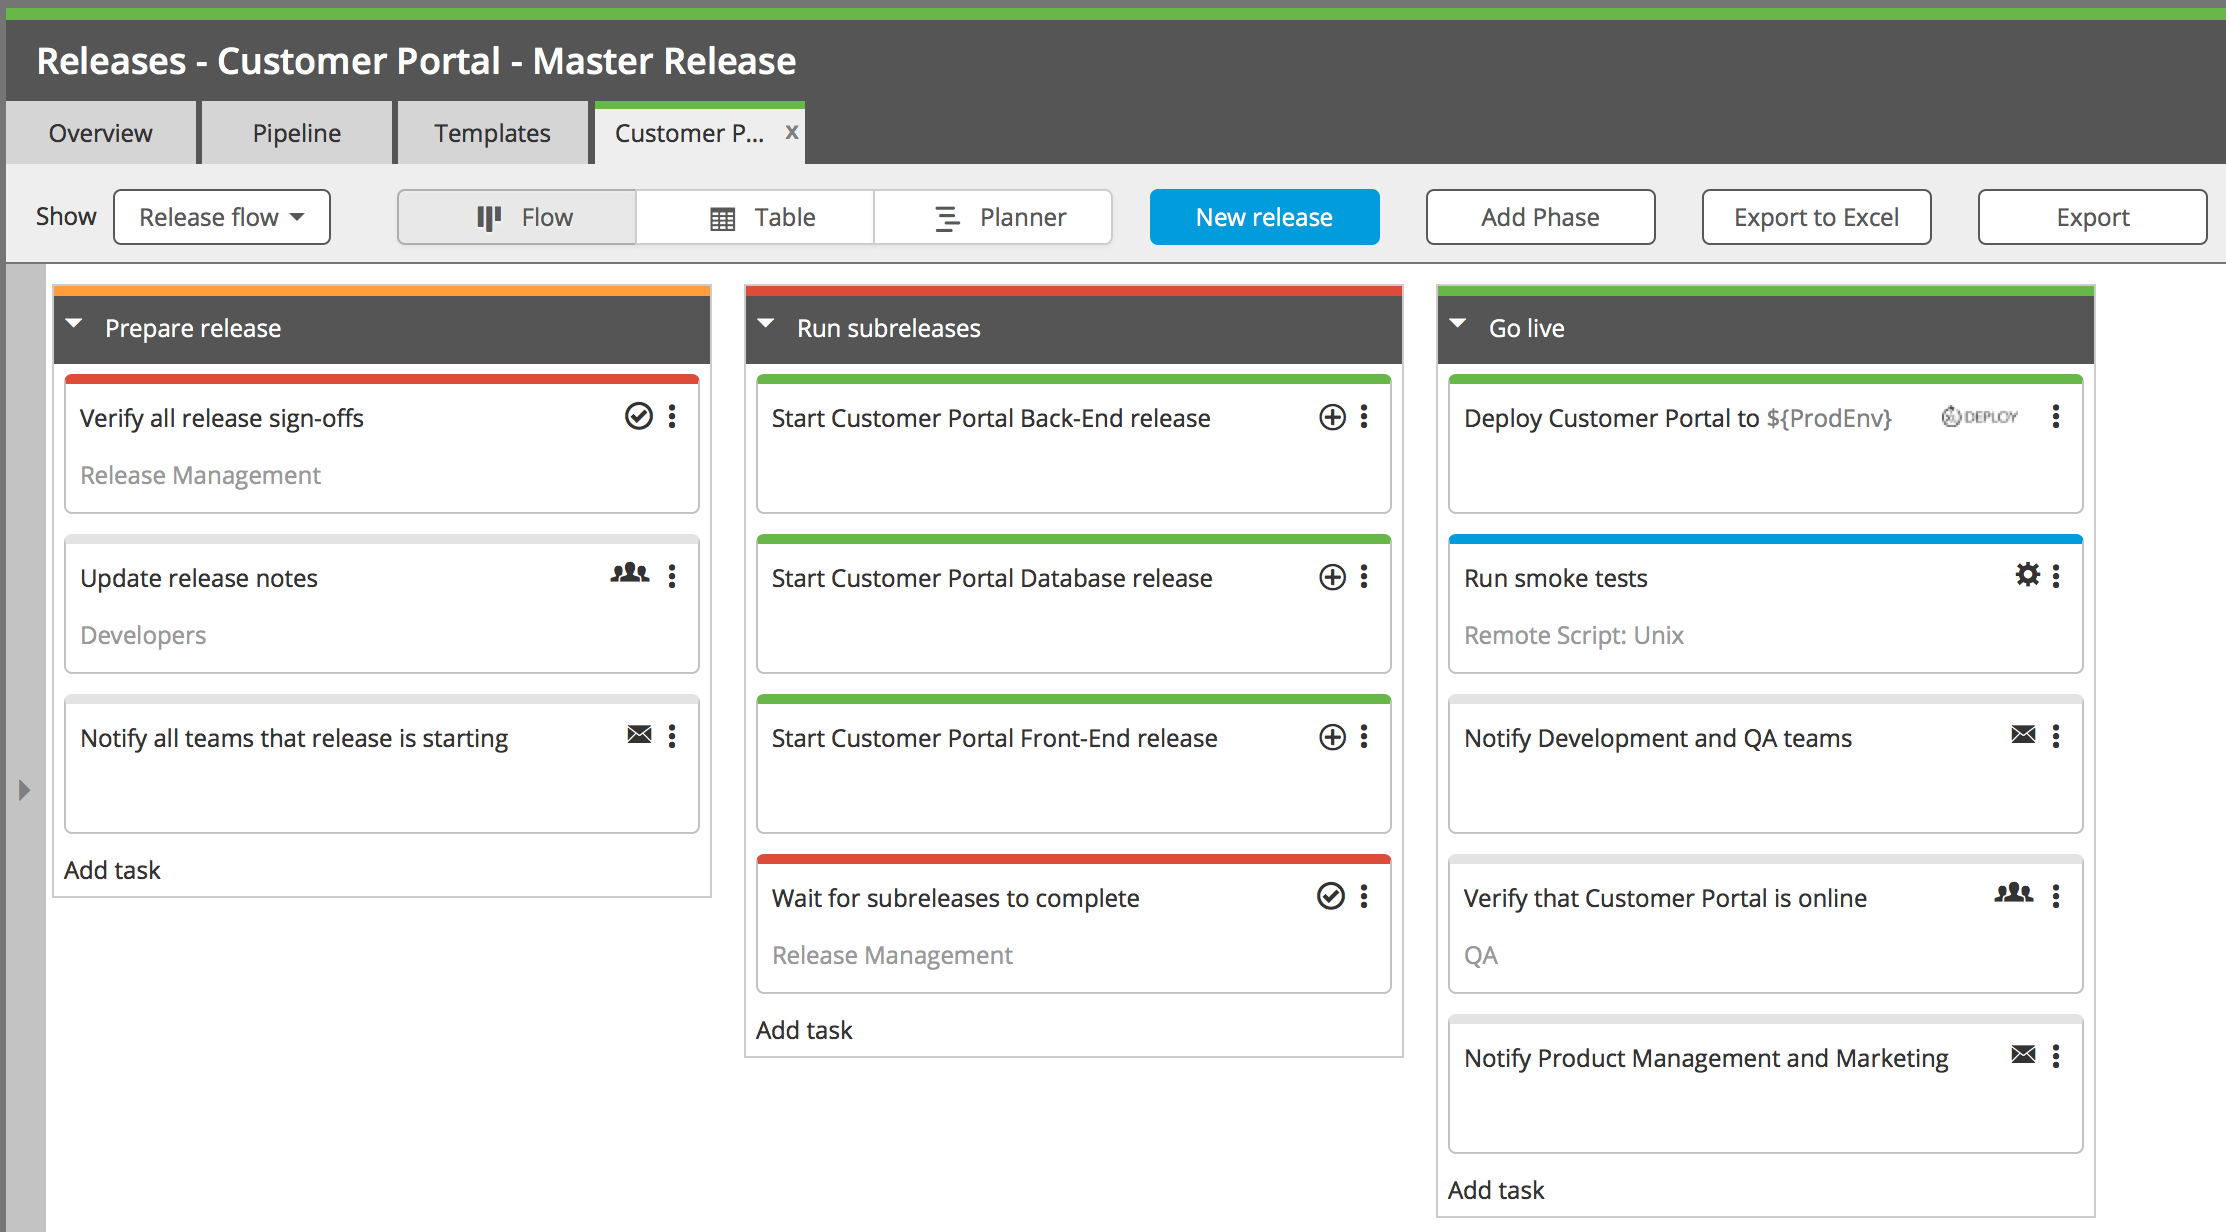 Releases - Customer Portal - Master Release
Overview
Pipeline
Templates
Customer P... x
Show
Release flow
Flow
Table
Planner
New release
Add Phase
Export to Excel
Export
Prepare release
Verify all release sign-offs
Release Management
Update release notes
Developers
Notify all teams that release is starting
Add task
Run subreleases
Start Customer Portal Back-End release
Start Customer Portal Database release
Start Customer Portal Front-End release
Wait for subreleases to complete
Release Management
Add task
Go live
Deploy Customer Portal to ${ProdEnv}
DEPLOY
Run smoke tests
Remote Script: Unix
Notify Development and QA teams
Verify that Customer Portal is online
QA
Notify Product Management and Marketing
Add task